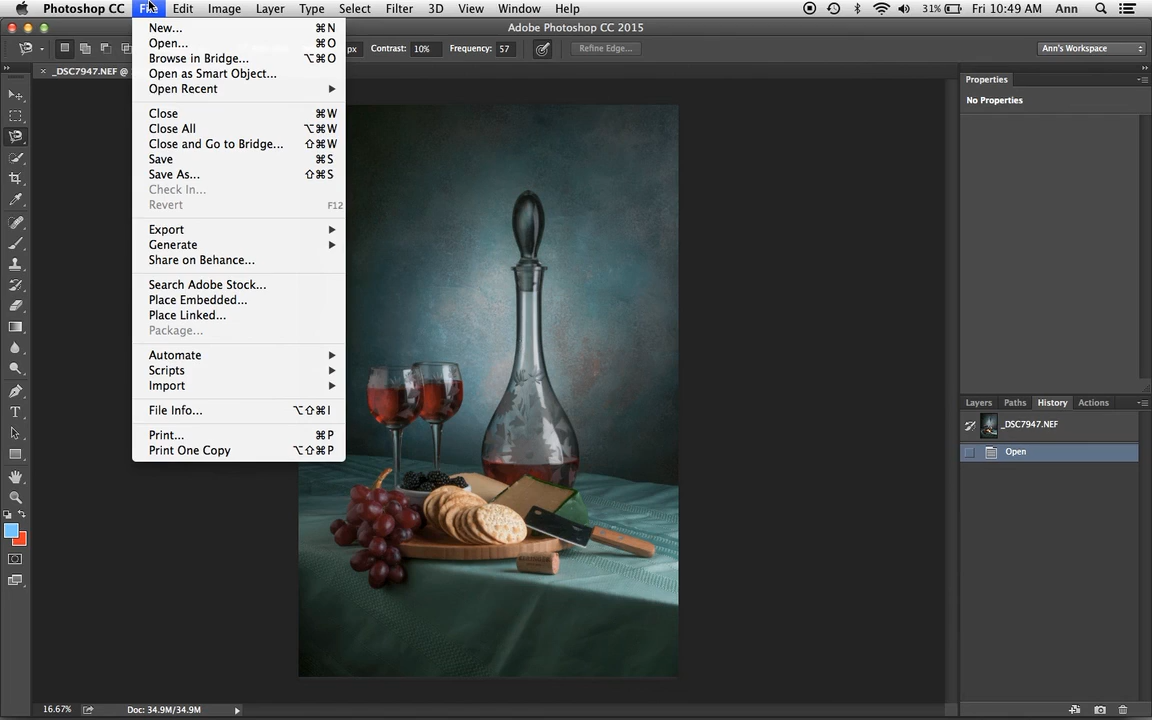 Photoshop CC File Edit Image Layer Type Select Filter 3D View Window Help 31% Fri 10:49 AM Ann
Adobe Photoshop CC 2015
px Contrast: 10% Frequency: 57 Refine Edge... Ann's Workspace
× _DSC7947.NEF @
New... ⌘N
Open... ⌘O
Browse in Bridge... ⌥⌘O
Open as Smart Object...
Open Recent ▶
Close ⌘W
Close All ⌥⌘W
Close and Go to Bridge... ⇧⌘W
Save ⌘S
Save As... ⇧⌘S
Check In...
Revert F12
Export ▶
Generate ▶
Share on Behance...
Search Adobe Stock...
Place Embedded...
Place Linked...
Package...
Automate ▶
Scripts ▶
Import ▶
File Info... ⌥⇧⌘I
Print... ⌘P
Print One Copy ⌥⇧⌘P
Properties
No Properties
Layers Paths History Actions
_DSC7947.NEF
Open
16.67% Doc: 34.9M/34.9M